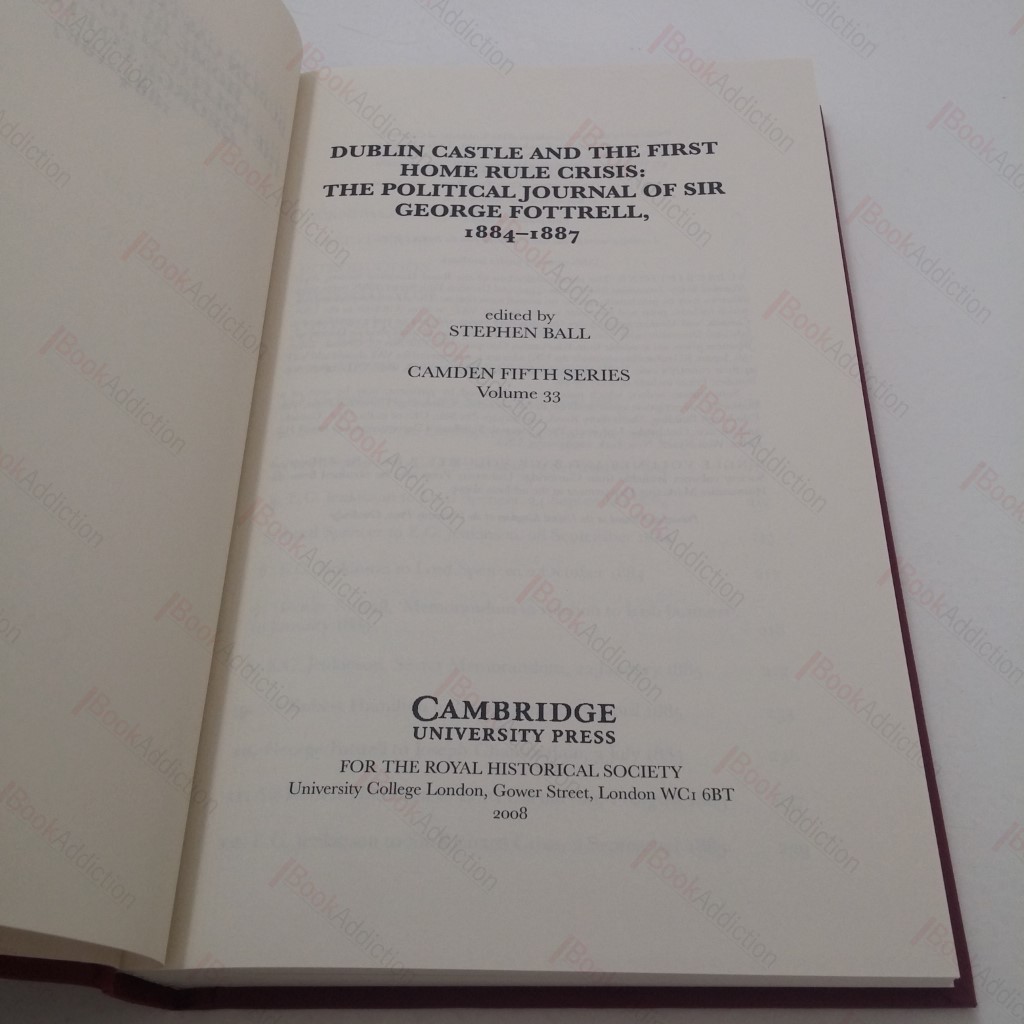 DUBLIN CASTLE AND THE FIRST
HOME RULE CRISIS:
THE POLITICAL JOURNAL OF SIR
GEORGE FOTTRELL,
1884–1887
edited by
STEPHEN BALL
CAMDEN FIFTH SERIES
Volume 33
CAMBRIDGE
UNIVERSITY PRESS
FOR THE ROYAL HISTORICAL SOCIETY
University College London, Gower Street, London WC1 6BT
2008
BookAddiction